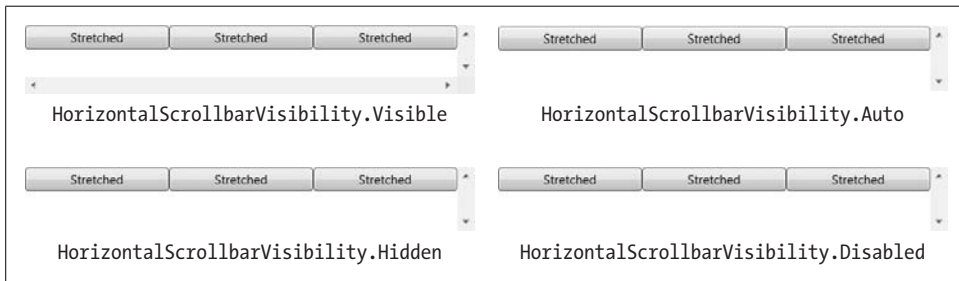 Stretched Stretched Stretched
HorizontalScrollbarVisibility.Visible
Stretched Stretched Stretched
HorizontalScrollbarVisibility.Auto
Stretched Stretched Stretched
HorizontalScrollbarVisibility.Hidden
Stretched Stretched Stretched
HorizontalScrollbarVisibility.Disabled